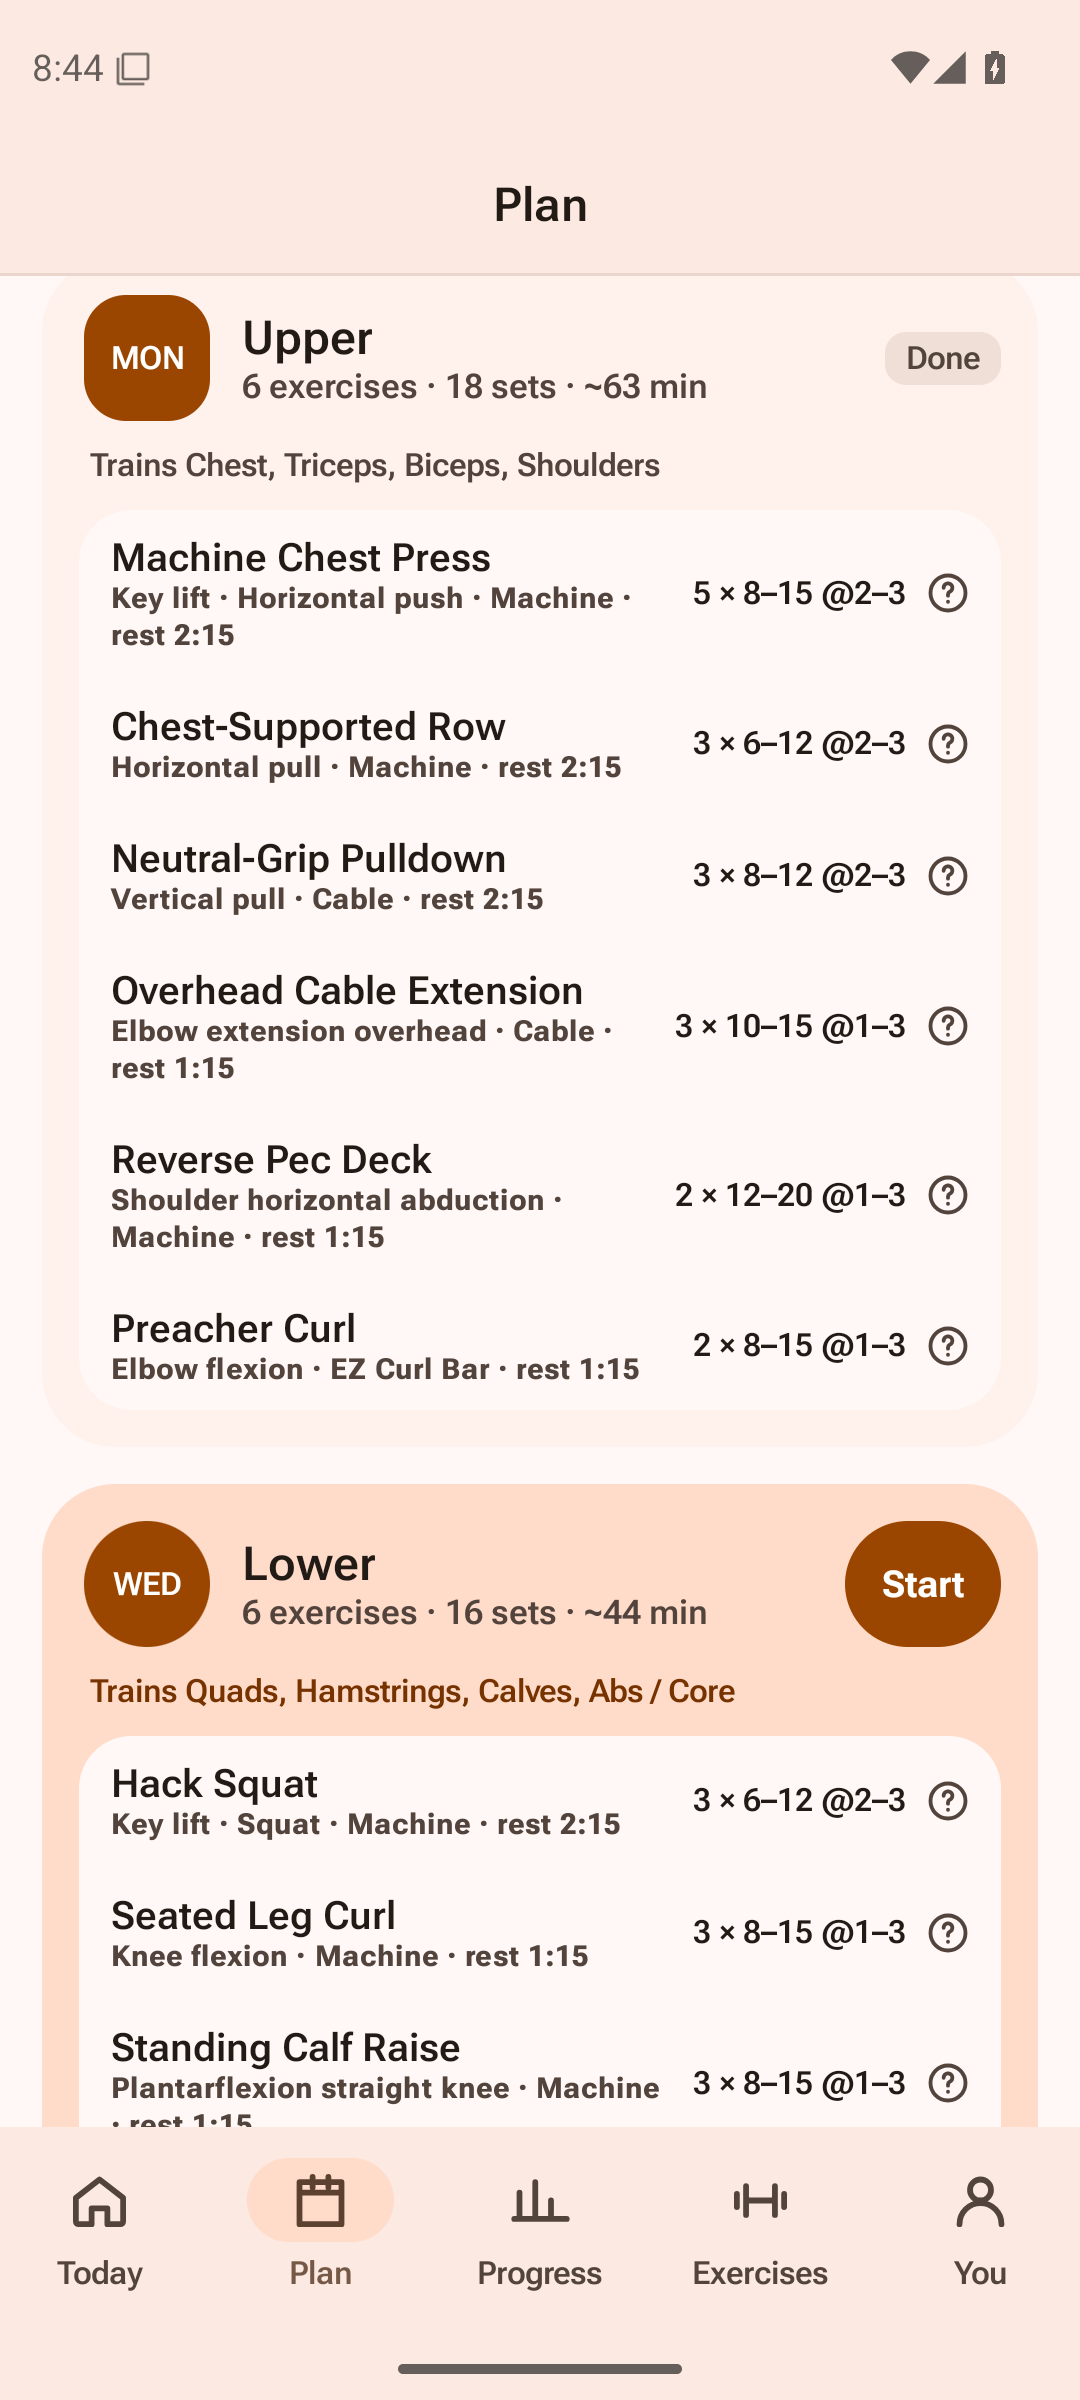 8:44
Plan
MON
Upper
6 exercises · 18 sets · ~63 min
Done
Trains Chest, Triceps, Biceps, Shoulders
Machine Chest Press
Key lift · Horizontal push · Machine ·
rest 2:15
5 × 8–15 @2–3
Chest-Supported Row
Horizontal pull · Machine · rest 2:15
3 × 6–12 @2–3
Neutral-Grip Pulldown
Vertical pull · Cable · rest 2:15
3 × 8–12 @2–3
Overhead Cable Extension
Elbow extension overhead · Cable ·
rest 1:15
3 × 10–15 @1–3
Reverse Pec Deck
Shoulder horizontal abduction ·
Machine · rest 1:15
2 × 12–20 @1–3
Preacher Curl
Elbow flexion · EZ Curl Bar · rest 1:15
2 × 8–15 @1–3
WED
Lower
6 exercises · 16 sets · ~44 min
Start
Trains Quads, Hamstrings, Calves, Abs / Core
Hack Squat
Key lift · Squat · Machine · rest 2:15
3 × 6–12 @2–3
Seated Leg Curl
Knee flexion · Machine · rest 1:15
3 × 8–15 @1–3
Standing Calf Raise
Plantarflexion straight knee · Machine
· rest 1:15
3 × 8–15 @1–3
Today
Plan
Progress
Exercises
You